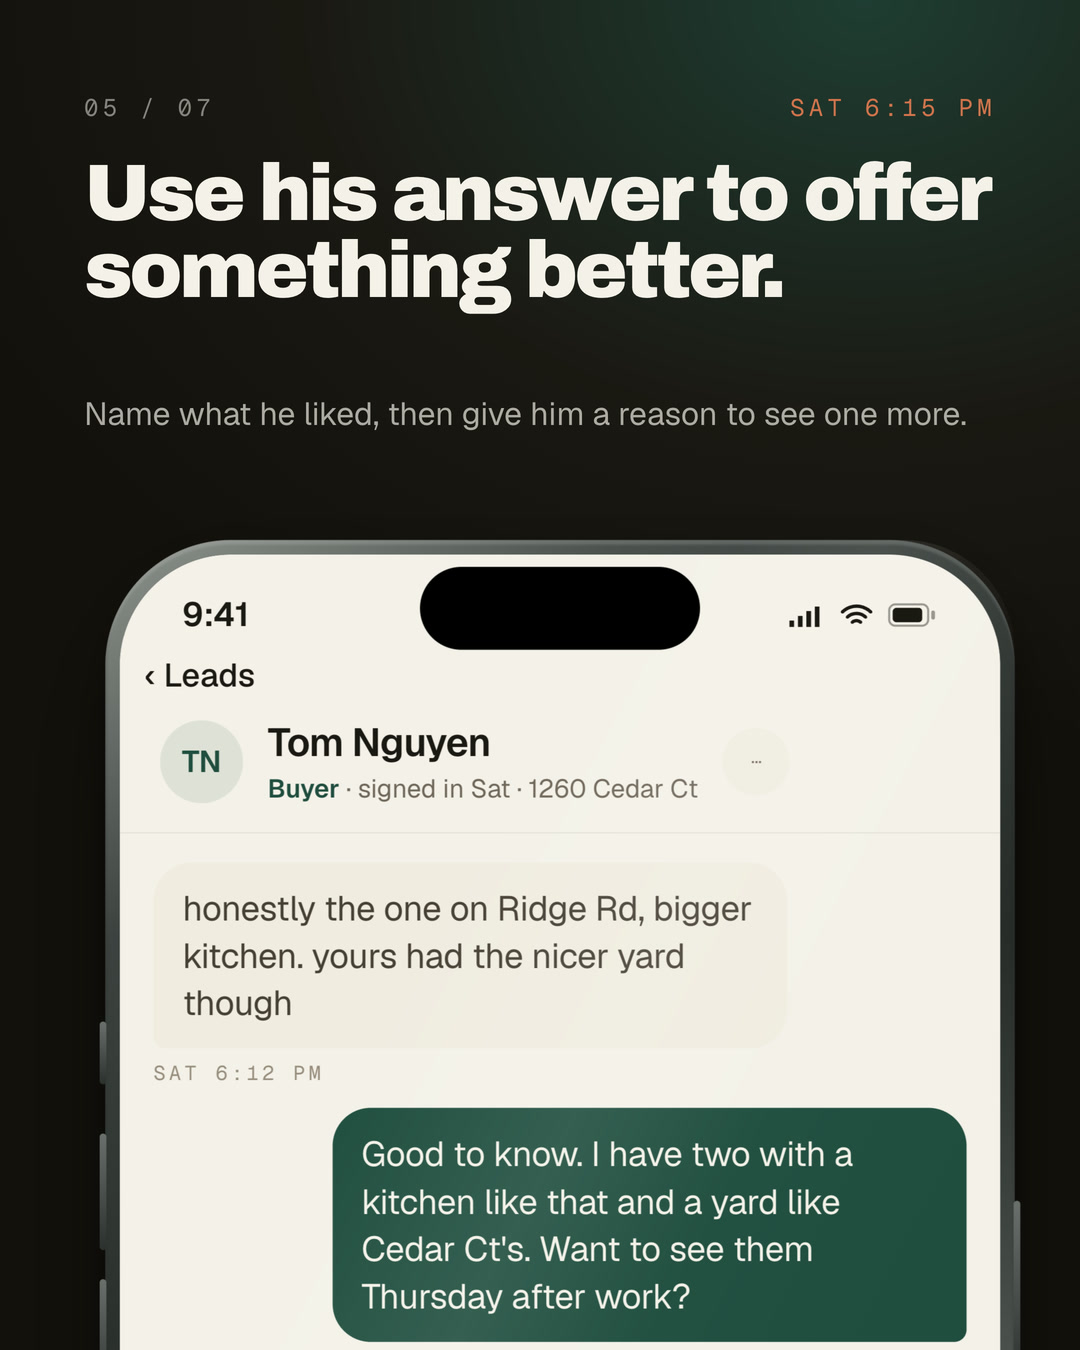 05 / 07
SAT 6:15 PM
Use his answer to offer
something better.
Name what he liked, then give him a reason to see one more.
9:41
‹ Leads
TN
Tom Nguyen
Buyer · signed in Sat · 1260 Cedar Ct
...
honestly the one on Ridge Rd, bigger
kitchen. yours had the nicer yard
though
SAT 6:12 PM
Good to know. I have two with a
kitchen like that and a yard like
Cedar Ct's. Want to see them
Thursday after work?